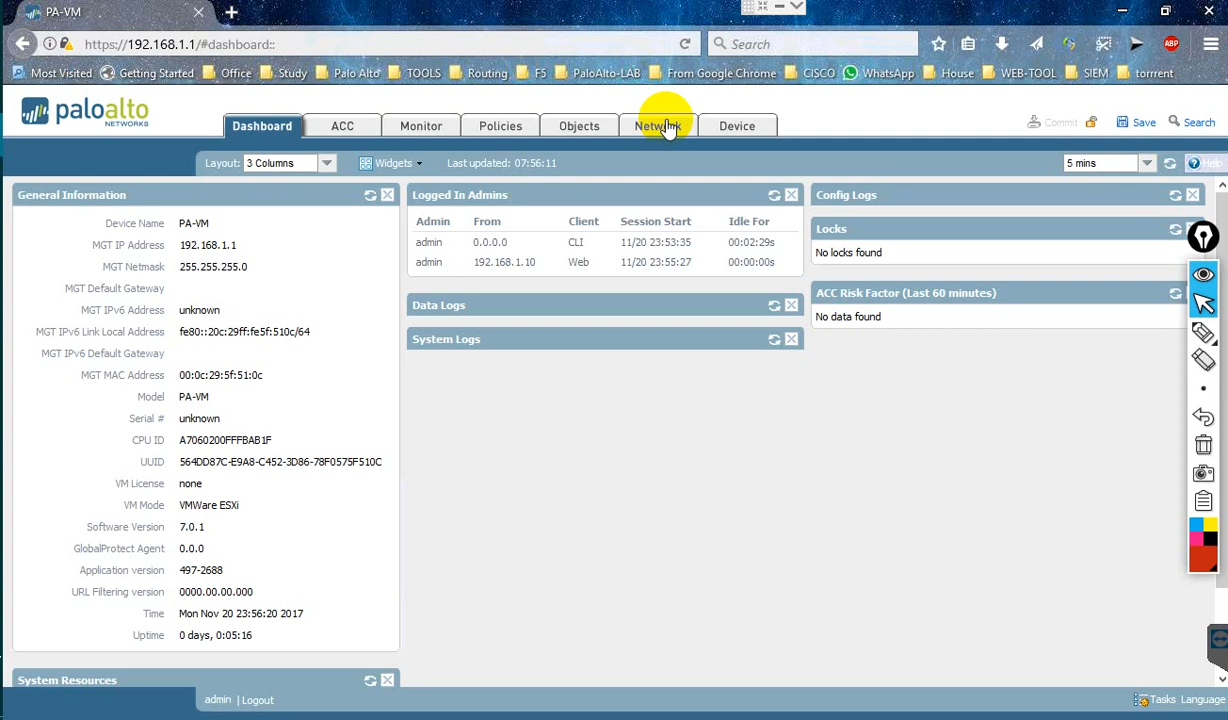 PA-VM
https://192.168.1.1/#dashboard::
Search
ABP
Most Visited Getting Started Office Study Palo Alto TOOLS Routing F5 PaloAlto-LAB From Google Chrome CISCO WhatsApp House WEB-TOOL SIEM torrrent
paloalto
NETWORKS
Dashboard ACC Monitor Policies Objects Network Device
Commit Save Search
Layout: 3 Columns Widgets Last updated: 07:56:11 5 mins Help
General Information
Device Name PA-VM
MGT IP Address 192.168.1.1
MGT Netmask 255.255.255.0
MGT Default Gateway
MGT IPv6 Address unknown
MGT IPv6 Link Local Address fe80::20c:29ff:fe5f:510c/64
MGT IPv6 Default Gateway
MGT MAC Address 00:0c:29:5f:51:0c
Model PA-VM
Serial # unknown
CPU ID A7060200FFFBAB1F
UUID 564DD87C-E9A8-C452-3D86-78F0575F510C
VM License none
VM Mode VMWare ESXi
Software Version 7.0.1
GlobalProtect Agent 0.0.0
Application version 497-2688
URL Filtering version 0000.00.00.000
Time Mon Nov 20 23:56:20 2017
Uptime 0 days, 0:05:16
System Resources
Logged In Admins
Admin From Client Session Start Idle For
admin 0.0.0.0 CLI 11/20 23:53:35 00:02:29s
admin 192.168.1.10 Web 11/20 23:55:27 00:00:00s
Data Logs
System Logs
Config Logs
Locks
No locks found
ACC Risk Factor (Last 60 minutes)
No data found
admin | Logout
Tasks Language